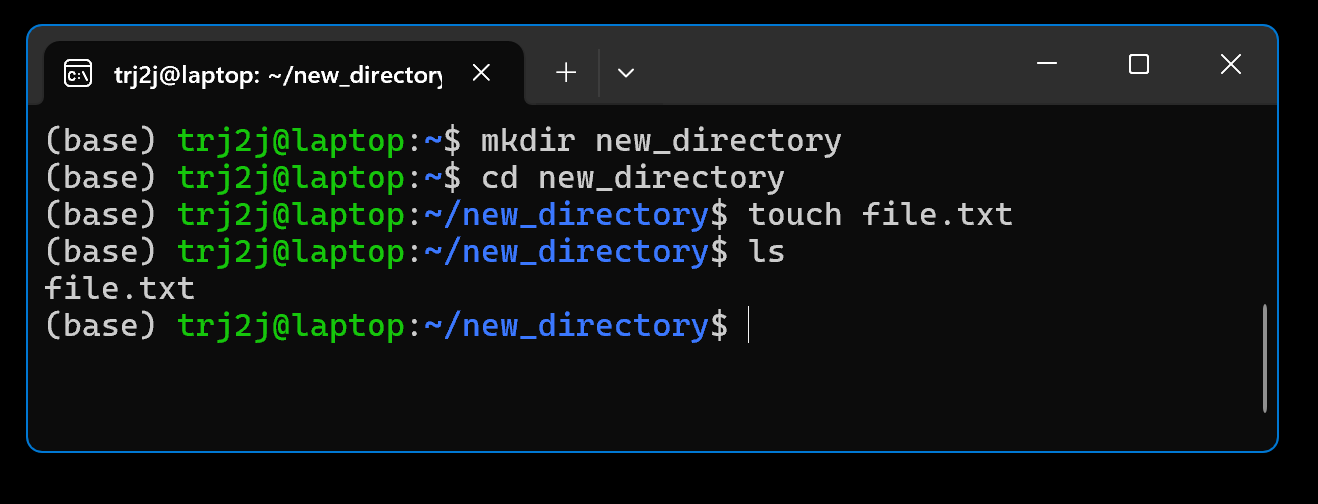 trj2j@laptop: ~/new_directory
(base) trj2j@laptop:~$ mkdir new_directory
(base) trj2j@laptop:~$ cd new_directory
(base) trj2j@laptop:~/new_directory$ touch file.txt
(base) trj2j@laptop:~/new_directory$ ls
file.txt
(base) trj2j@laptop:~/new_directory$